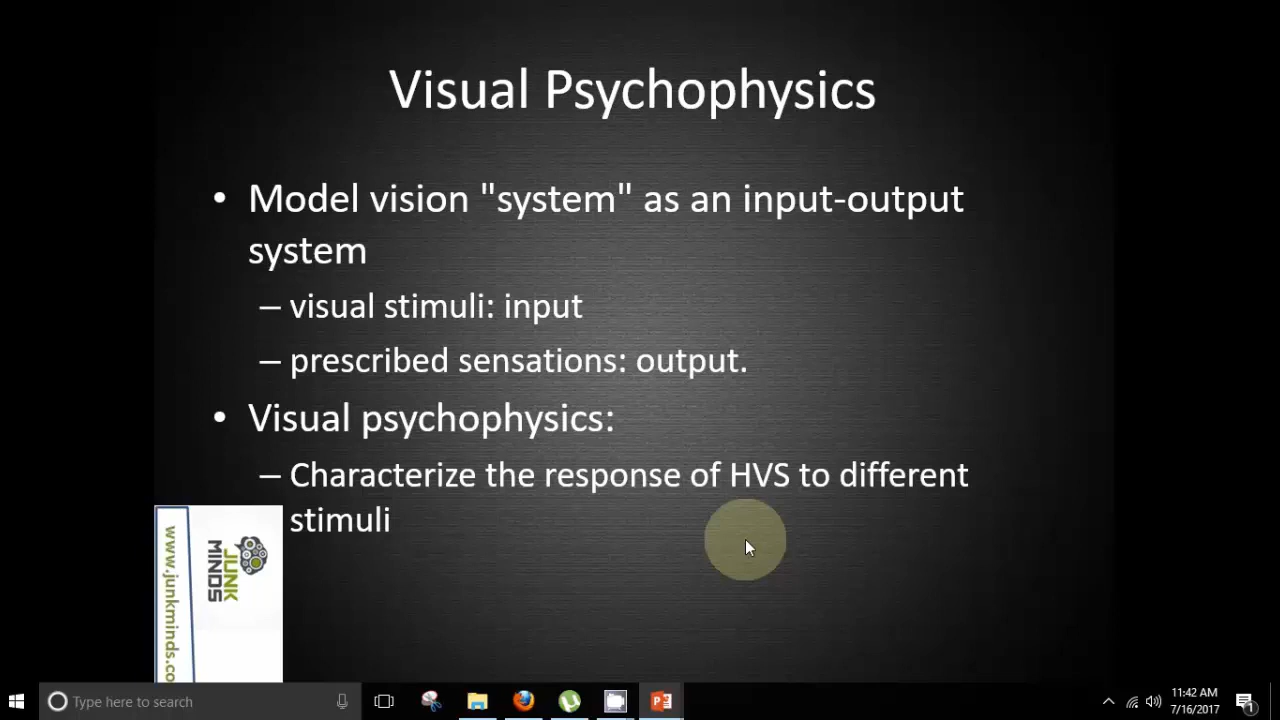 Visual Psychophysics
• Model vision "system" as an input-output
system
– visual stimuli: input
– prescribed sensations: output.
• Visual psychophysics:
– Characterize the response of HVS to different
stimuli
JUNK
MINDS
www.junkminds.co
Type here to search
11:42 AM
7/16/2017
1